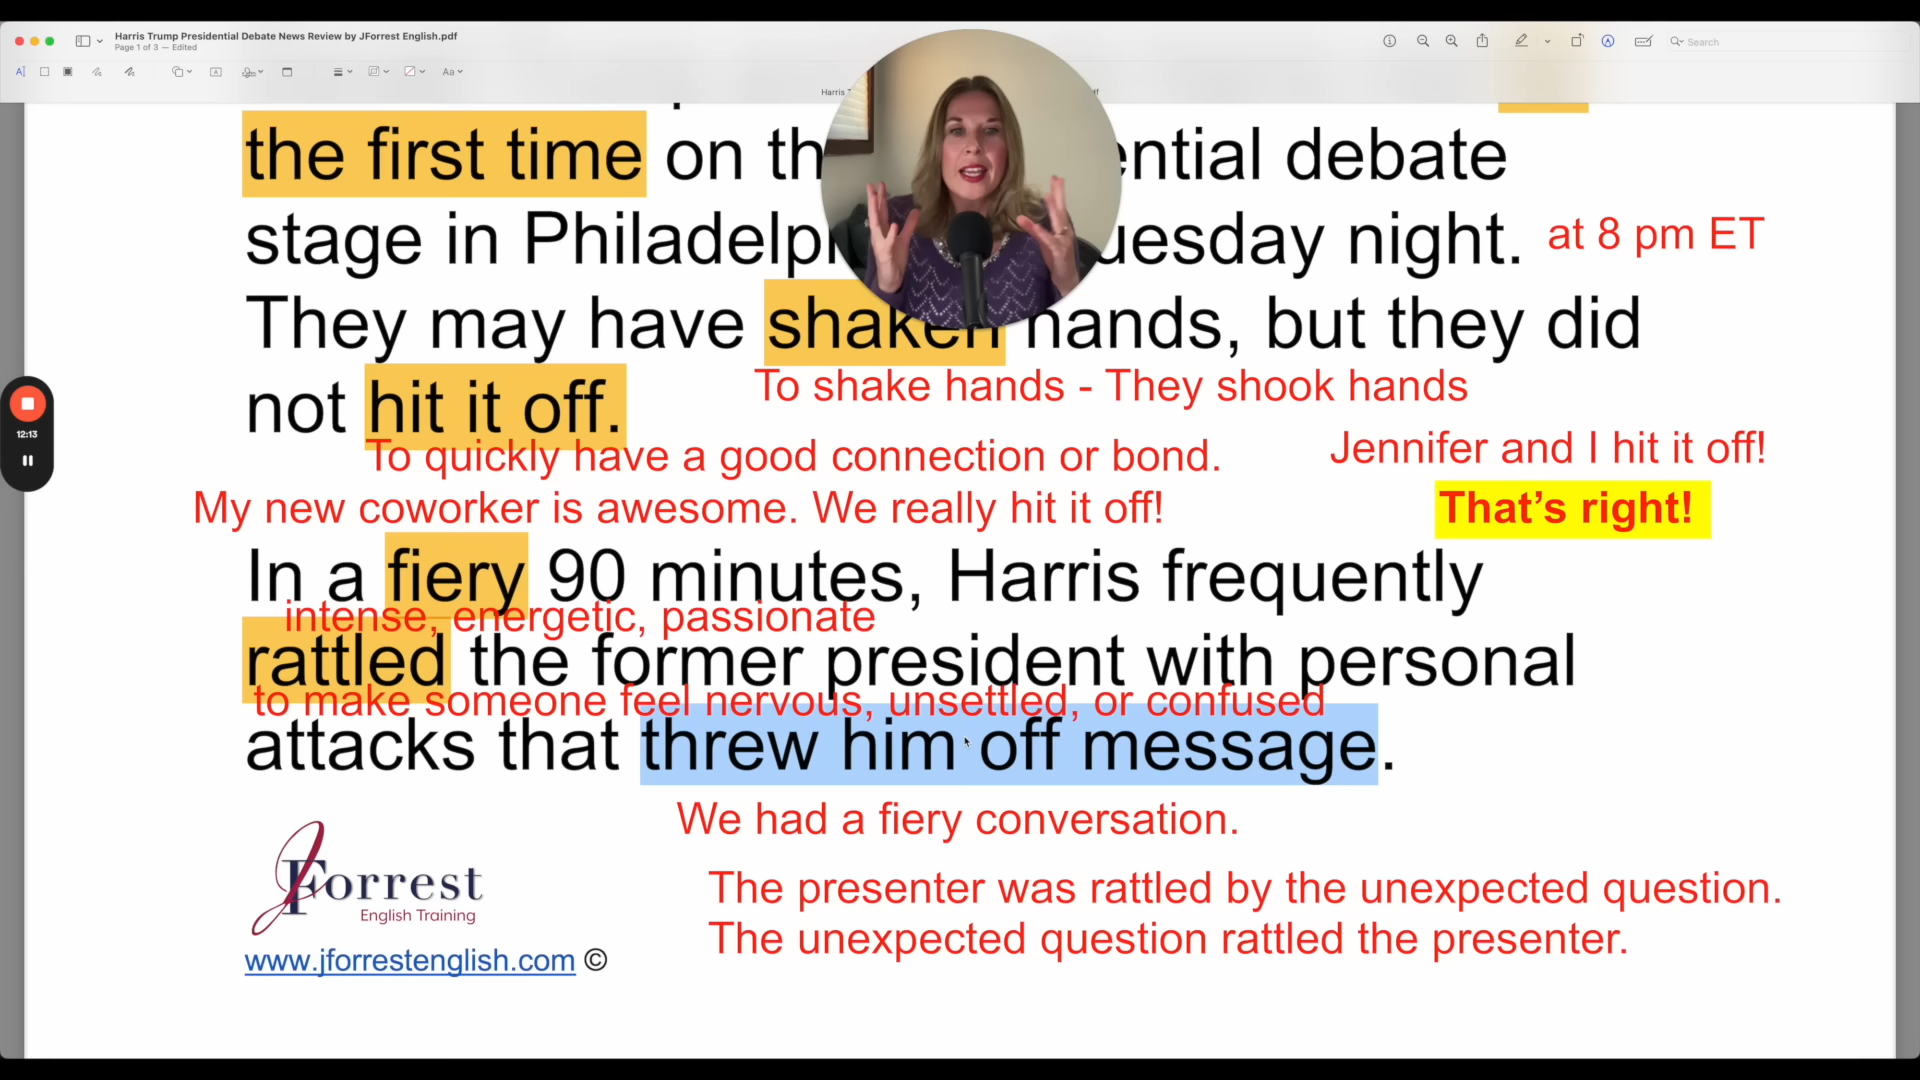 Harris Trump Presidential Debate News Review by JForrest English.pdf
Page 1 of 3 — Edited
Search
Aa
Harris
the first time on th ential debate
stage in Philadelp uesday night. at 8 pm ET
They may have shaken hands, but they did
not hit it off.
To shake hands - They shook hands
12:13
To quickly have a good connection or bond.
Jennifer and I hit it off!
My new coworker is awesome. We really hit it off!
That's right!
In a fiery 90 minutes, Harris frequently
intense, energetic, passionate
rattled the former president with personal
to make someone feel nervous, unsettled, or confused
attacks that threw him off message.
We had a fiery conversation.
JForrest
English Training
The presenter was rattled by the unexpected question.
The unexpected question rattled the presenter.
www.jforrestenglish.com ©